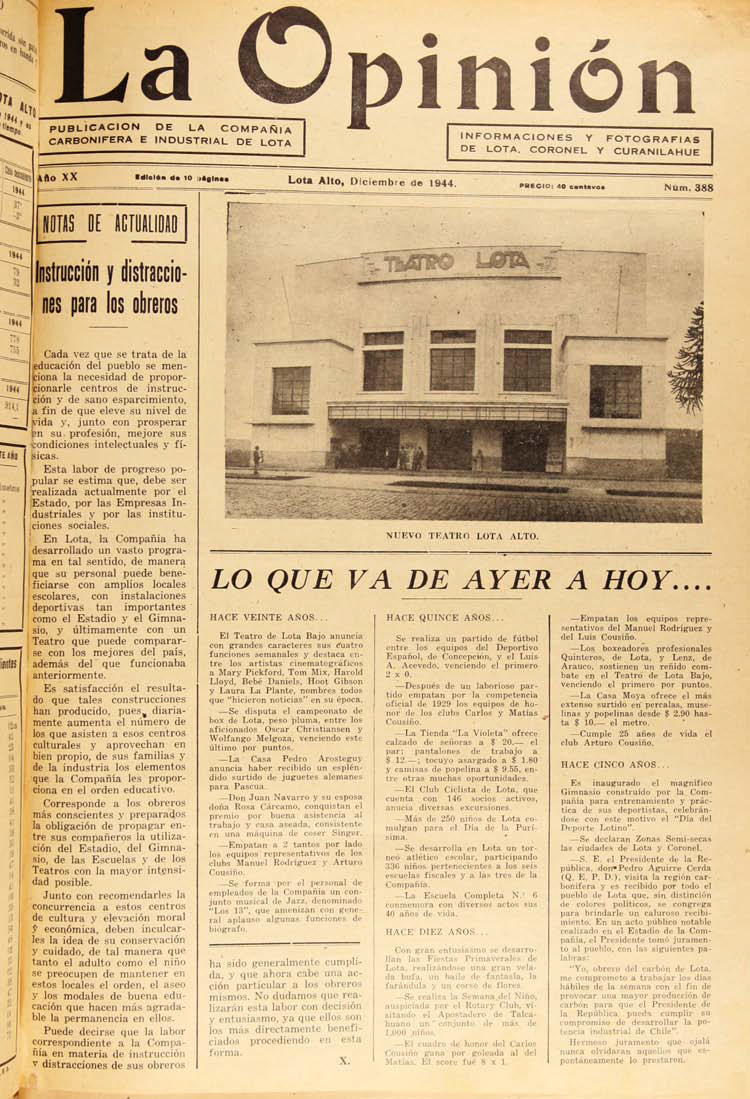 La Opinión
PUBLICACION DE LA COMPAÑIA
CARBONIFERA E INDUSTRIAL DE LOTA
INFORMACIONES Y FOTOGRAFIAS
DE LOTA, CORONEL Y CURANILAHUE
Año XX
Edición de 10 páginas
Lota Alto, Diciembre de 1944.
PRECIO: 40 centavos
Núm. 388
NOTAS DE ACTUALIDAD
Instrucción y distraccio-
nes para los obreros
Cada vez que se trata de la
educación del pueblo se men-
ciona la necesidad de propor-
cionarle centros de instruc-
ción y de sano esparcimiento,
a fin de que eleve su nivel de
vida y, junto con prosperar
en su profesión, mejore sus
condiciones intelectuales y fí-
sicas.
Esta labor de progreso po-
pular se estima que, debe ser
realizada actualmente por el
Estado, por las Empresas In-
dustriales y por las institu-
ciones sociales.
En Lota, la Compañía ha
desarrollado un vasto progra-
ma en tal sentido, de manera
que su personal puede bene-
ficiarse con amplios locales
escolares, con instalaciones
deportivas tan importantes
como el Estadio y el Gimna-
sio, y últimamente con un
Teatro que puede comparar-
se con los mejores del país,
además del que funcionaba
anteriormente.
Es satisfacción el resulta-
do que tales construcciones
han producido, pues, diaria-
mente aumenta el número de
los que asisten a esos centros
culturales y aprovechan en
bien propio, de sus familias y
de la industria los elementos
que la Compañía les propor-
ciona en el orden educativo.
Corresponde a los obreros
más conscientes y preparados
la obligación de propagar en-
tre sus compañeros la utiliza-
ción del Estadio, del Gimna-
sio, de las Escuelas y de los
Teatros con la mayor intensi-
dad posible.
Junto con recomendarles la
concurrencia a estos centros
de cultura y elevación moral
y económica, deben inculcar-
les la idea de su conservación
y cuidado, de tal manera que
tanto el adulto como el niño
se preocupen de mantener en
estos locales el orden, el aseo
y los modales de buena edu-
cación que hacen más agrada-
ble la permanencia en ellos.
Puede decirse que la labor
correspondiente a la Compa-
ñía en materia de instrucción
y distracciones de sus obreros
TEATRO LOTA
NUEVO TEATRO LOTA ALTO.
LO QUE VA DE AYER A HOY....
HACE VEINTE AÑOS...
El Teatro de Lota Bajo anuncia
con grandes caracteres sus cuatro
funciones semanales y destaca en-
tre los artistas cinematográficos
a Mary Pickford, Tom Mix, Harold
Lloyd, Bebé Daniels, Hoot Gibson
y Laura La Plante, nombres todos
que "hicieron noticias" en su época.
—Se disputa el campeonato de
box de Lota, peso pluma, entre los
aficionados Oscar Christiansen y
Wolfango Melgoza, venciendo este
último por puntos.
—La Casa Pedro Arosteguy
anuncia haber recibido un esplén-
dido surtido de juguetes alemanes
para Pascua.
—Don Juan Navarro y su esposa
doña Rosa Cárcamo, conquistan el
premio por buena asistencia al
trabajo y casa aseada, consistente
en una máquina de coser Singer.
—Empatan a 2 tantos por lado
los equipos representativos de los
clubs Manuel Rodríguez y Arturo
Cousiño.
—Se forma por el personal de
empleados de la Compañía un con-
junto musical de Jazz, denominado
"Los 13", que amenizan con gene-
ral aplauso algunas funciones de
biógrafo.
ha sido generalmente cumpli-
da, y que ahora cabe una ac-
ción particular a los obreros
mismos. No dudamos que rea-
lizarán esta labor con decisión
y entusiasmo, ya que ellos son
los más directamente benefi-
ciados procediendo en esta
forma.
X.
HACE QUINCE AÑOS...
Se realiza un partido de fútbol
entre los equipos del Deportivo
Español, de Concepción, y el Luis
A. Acevedo, venciendo el primero
2 x 0.
—Después de un laborioso par-
tido empatan por la competencia
oficial de 1929 los equipos de ho-
nor de los clubs Carlos y Matías
Cousiño.
—La Tienda "La Violeta" ofrece
calzado de señoras a $ 20.— el
par; pantalones de trabajo a
$ 12.—; tocuyo asargado a $ 1.80
y camisas de popelina a $ 9.55, en-
tre otras muchas oportunidades.
—El Club Ciclista de Lota, que
cuenta con 146 socios activos,
anucia diversas excursiones.
—Más de 250 niños de Lota co-
mulgan para el Día de la Purí-
sima.
—Se desarrolla en Lota un tor-
neo atlético escolar, participando
336 niños pertenecientes a los seis
escuelas fiscales y a las tres de la
Compañía.
—La Escuela Completa N.º 6
conmemora con diversos actos sus
40 años de vida.
HACE DIEZ AÑOS...
Con gran entusiasmo se desarro-
llan las Fiestas Primaverales de
Lota, realizándose una gran vela-
da bufa, un baile de fantasía, la
farándula y un corso de flores.
—Se realiza la Semana del Niño,
auspiciada por el Rotary Club, vi-
sitando el Apostadero de Talca-
huano un conjunto de más de
1.000 niños.
—El cuadro de honor del Carlos
Cousiño gana por goleada al del
Matías. El score fué 8 x 1.
—Empatan los equipos repre-
sentativos del Manuel Rodríguez y
del Luis Cousiño.
—Los boxeadores profesionales
Quinteros, de Lota, y Lenz, de
Arauco, sostienen un reñido com-
bate en el Teatro de Lota Bajo,
venciendo el primero por puntos.
—La Casa Moya ofrece el más
extenso surtido en percalas, muse-
linas y popelinas desde $ 2.90 has-
ta $ 10.— el metro.
—Cumple 25 años de vida el
club Arturo Cousiño.
HACE CINCO AÑOS...
Es inaugurado el magnífico
Gimnasio construído por la Com-
pañía para entrenamiento y prác-
tica de sus deportistas, celebrán-
dose con este motivo el "Día del
Deporte Lotino".
—Se declaran Zonas Semi-secas
las ciudades de Lota y Coronel.
—S. E. el Presidente de la Re-
pública, don Pedro Aguirre Cerda
(Q. E. P. D.), visita la región car-
bonífera y es recibido por todo el
pueblo de Lota que, sin distinción
de colores políticos, se congrega
para brindarle un caluroso recibi-
miento. En un acto público notable
realizado en el Estadio de la Com-
pañía, el Presidente tomó juramen-
to al pueblo, con las siguientes pa-
labras:
"Yo, obrero del carbón de Lota,
me comprometo a trabajar los días
hábiles de la semana con el fin de
provocar una mayor producción de
carbón para que el Presidente de
la República pueda cumplir su
compromiso de desarrollar la po-
tencia industrial de Chile".
Hermoso juramento que ojalá
nunca olvidaran aquellos que es-
pontáneamente lo prestaron.